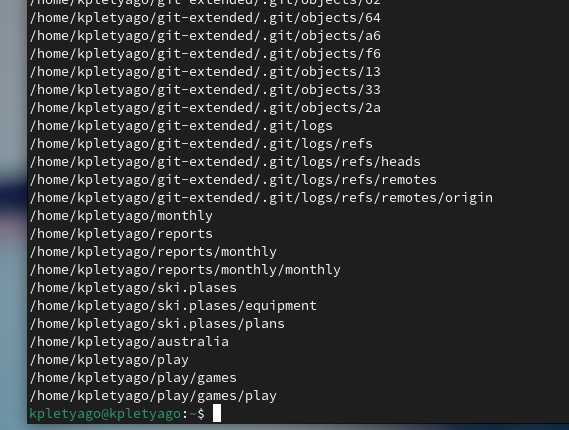 /home/kpletyago/git-extended/.git/objects/62
/home/kpletyago/git-extended/.git/objects/64
/home/kpletyago/git-extended/.git/objects/a6
/home/kpletyago/git-extended/.git/objects/f6
/home/kpletyago/git-extended/.git/objects/13
/home/kpletyago/git-extended/.git/objects/33
/home/kpletyago/git-extended/.git/objects/2a
/home/kpletyago/git-extended/.git/logs
/home/kpletyago/git-extended/.git/logs/refs
/home/kpletyago/git-extended/.git/logs/refs/heads
/home/kpletyago/git-extended/.git/logs/refs/remotes
/home/kpletyago/git-extended/.git/logs/refs/remotes/origin
/home/kpletyago/monthly
/home/kpletyago/reports
/home/kpletyago/reports/monthly
/home/kpletyago/reports/monthly/monthly
/home/kpletyago/ski.plases
/home/kpletyago/ski.plases/equipment
/home/kpletyago/ski.plases/plans
/home/kpletyago/australia
/home/kpletyago/play
/home/kpletyago/play/games
/home/kpletyago/play/games/play
kpletyago@kpletyago:~$